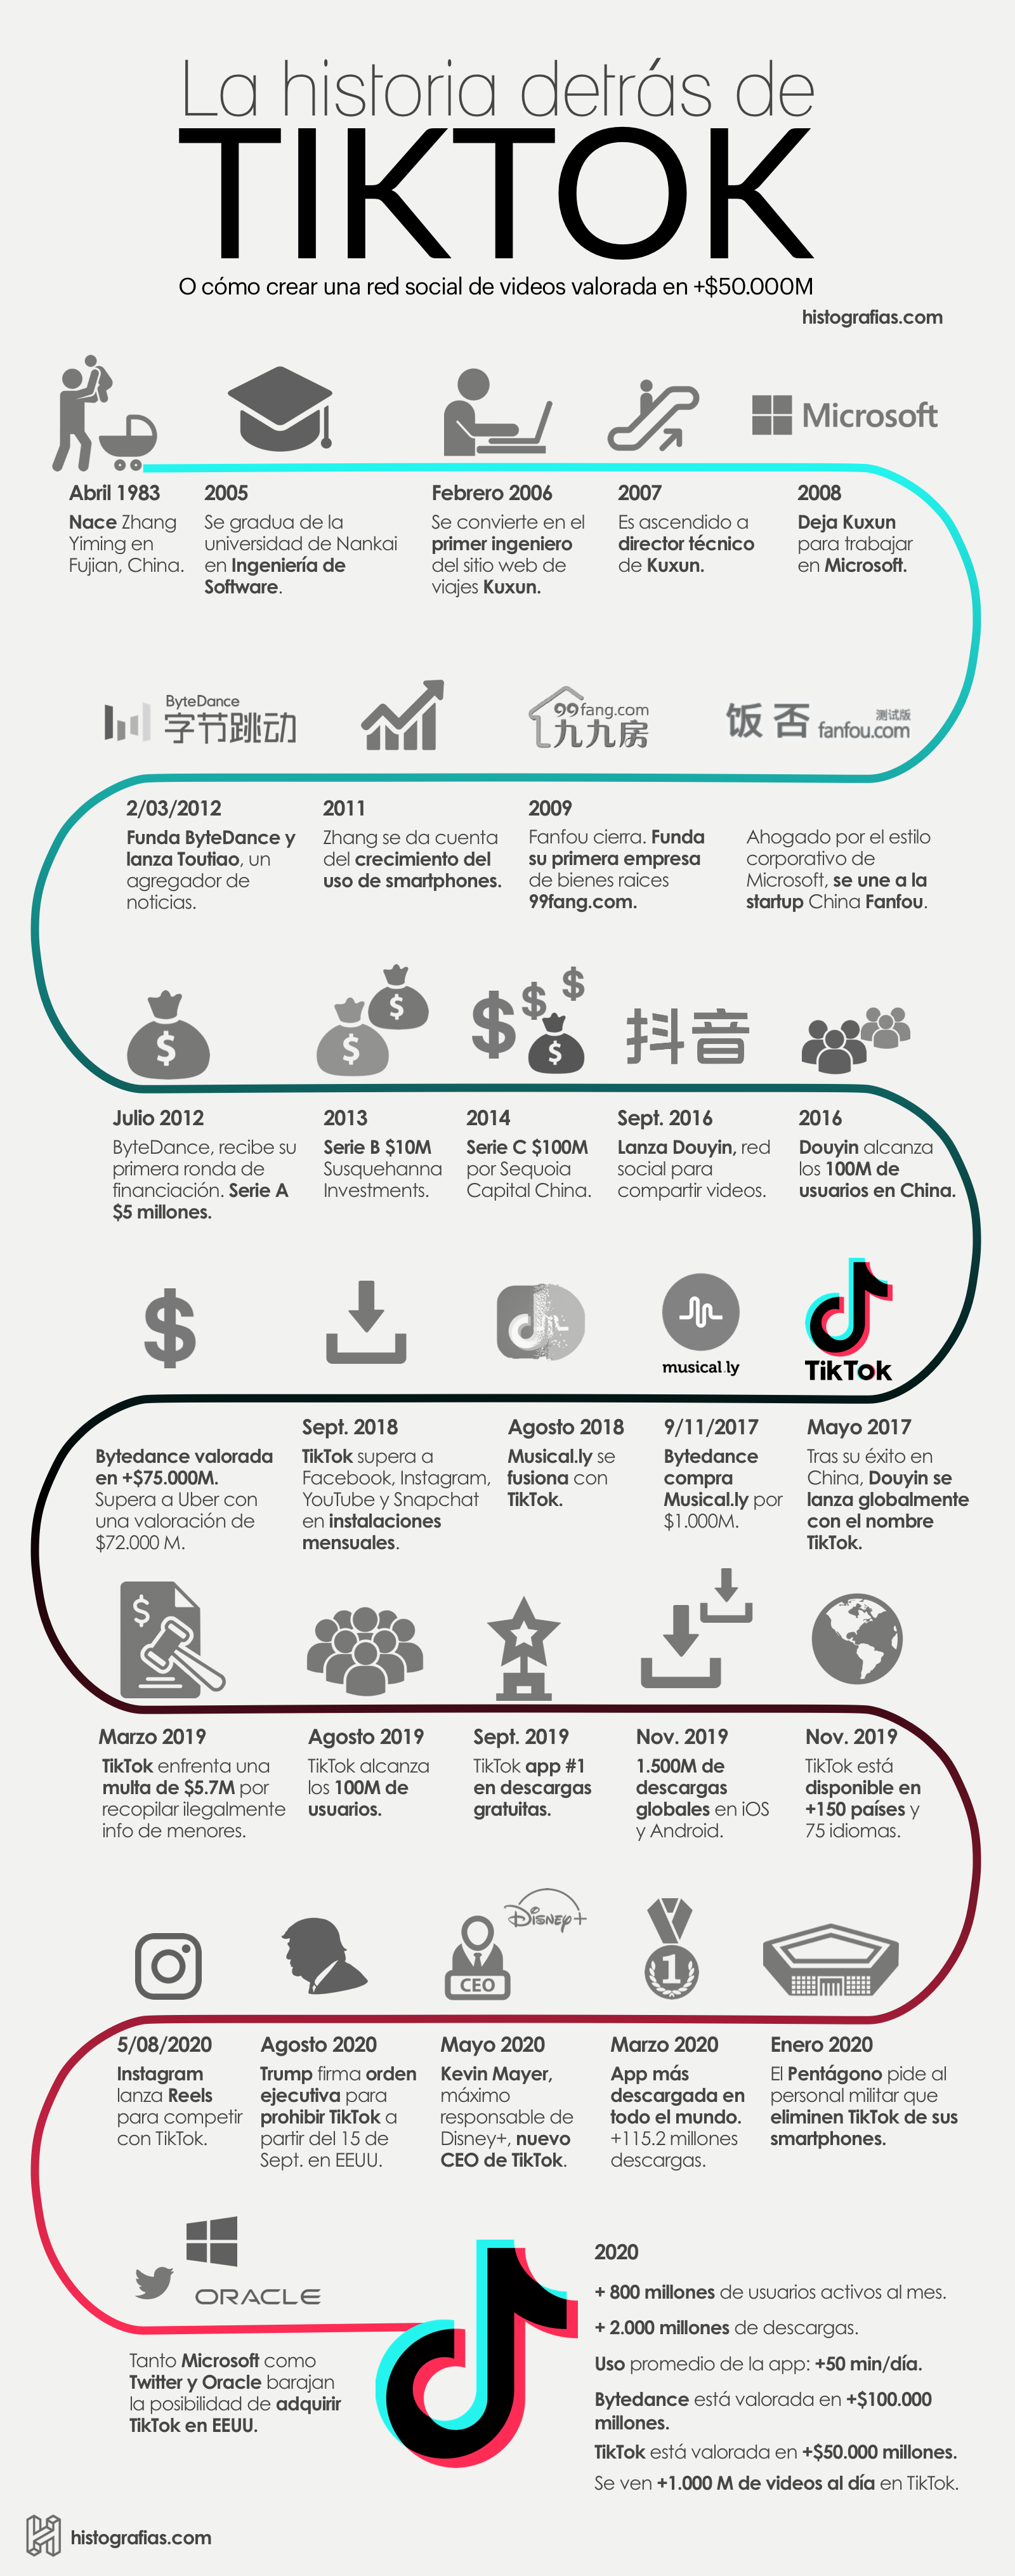 La historia detrás de
TIKTOK
O cómo crear una red social de videos valorada en +$50.000M
histografias.com
Microsoft
Abril 1983
Nace Zhang
Yiming en
Fujian, China.
2005
Se gradua de la
universidad de Nankai
en Ingeniería de
Software.
Febrero 2006
Se convierte en el
primer ingeniero
del sitio web de
viajes Kuxun.
2007
Es ascendido a
director técnico
de Kuxun.
2008
Deja Kuxun
para trabajar
en Microsoft.
ByteDance
字节跳动
99fang.com
九九房
饭否
测试版
fanfou.com
2/03/2012
Funda ByteDance y
lanza Toutiao, un
agregador de
noticias.
2011
Zhang se da cuenta
del crecimiento del
uso de smartphones.
2009
Fanfou cierra. Funda
su primera empresa
de bienes raices
99fang.com.
Ahogado por el estilo
corporativo de
Microsoft, se une a la
startup China Fanfou.
$
$
$
$
$
$
$
抖音
Julio 2012
ByteDance, recibe su
primera ronda de
financiación. Serie A
$5 millones.
2013
Serie B $10M
Susquehanna
Investments.
2014
Serie C $100M
por Sequoia
Capital China.
Sept. 2016
Lanza Douyin, red
social para
compartir videos.
2016
Douyin alcanza
los 100M de
usuarios en China.
$
musical.ly
TikTok
Bytedance valorada
en +$75.000M.
Supera a Uber con
una valoración de
$72.000 M.
Sept. 2018
TikTok supera a
Facebook, Instagram,
YouTube y Snapchat
en instalaciones
mensuales.
Agosto 2018
Musical.ly se
fusiona con
TikTok.
9/11/2017
Bytedance
compra
Musical.ly por
$1.000M.
Mayo 2017
Tras su éxito en
China, Douyin se
lanza globalmente
con el nombre
TikTok.
$
Marzo 2019
TikTok enfrenta una
multa de $5.7M por
recopilar ilegalmente
info de menores.
Agosto 2019
TikTok alcanza
los 100M de
usuarios.
Sept. 2019
TikTok app #1
en descargas
gratuitas.
Nov. 2019
1.500M de
descargas
globales en iOS
y Android.
Nov. 2019
TikTok está
disponible en
+150 países y
75 idiomas.
Disney+
CEO
1
5/08/2020
Instagram
lanza Reels
para competir
con TikTok.
Agosto 2020
Trump firma orden
ejecutiva para
prohibir TikTok a
partir del 15 de
Sept. en EEUU.
Mayo 2020
Kevin Mayer,
máximo
responsable de
Disney+, nuevo
CEO de TikTok.
Marzo 2020
App más
descargada en
todo el mundo.
+115.2 millones
descargas.
Enero 2020
El Pentágono pide al
personal militar que
eliminen TikTok de sus
smartphones.
ORACLE
Tanto Microsoft como
Twitter y Oracle barajan
la posibilidad de adquirir
TikTok en EEUU.
2020
+ 800 millones de usuarios activos al mes.
+ 2.000 millones de descargas.
Uso promedio de la app: +50 min/día.
Bytedance está valorada en +$100.000
millones.
TikTok está valorada en +$50.000 millones.
Se ven +1.000 M de videos al día en TikTok.
histografias.com